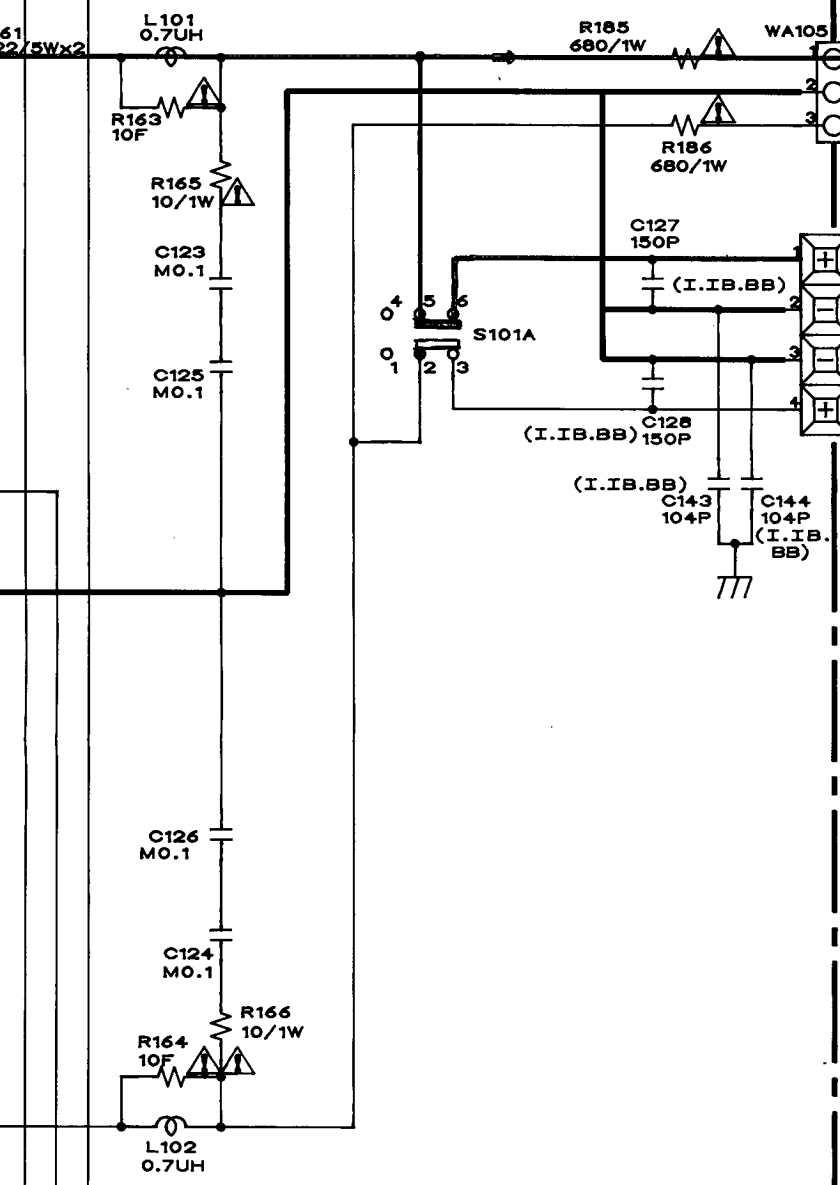 L101
0.7UH
61
22/5Wx2
R185
680/1W
WA105
1
2
3
R163
10F
R186
680/1W
R165
10/1W
C127
150P
C123
M0.1
1
(I.IB.BB)
4 5 6
2
S101A
1 2 3
3
C125
M0.1
4
C128
(I.IB.BB) 150P
(I.IB.BB)
C143
104P
C144
104P
(I.IB.
BB)
C126
M0.1
C124
M0.1
R166
10/1W
R164
10F
L102
0.7UH